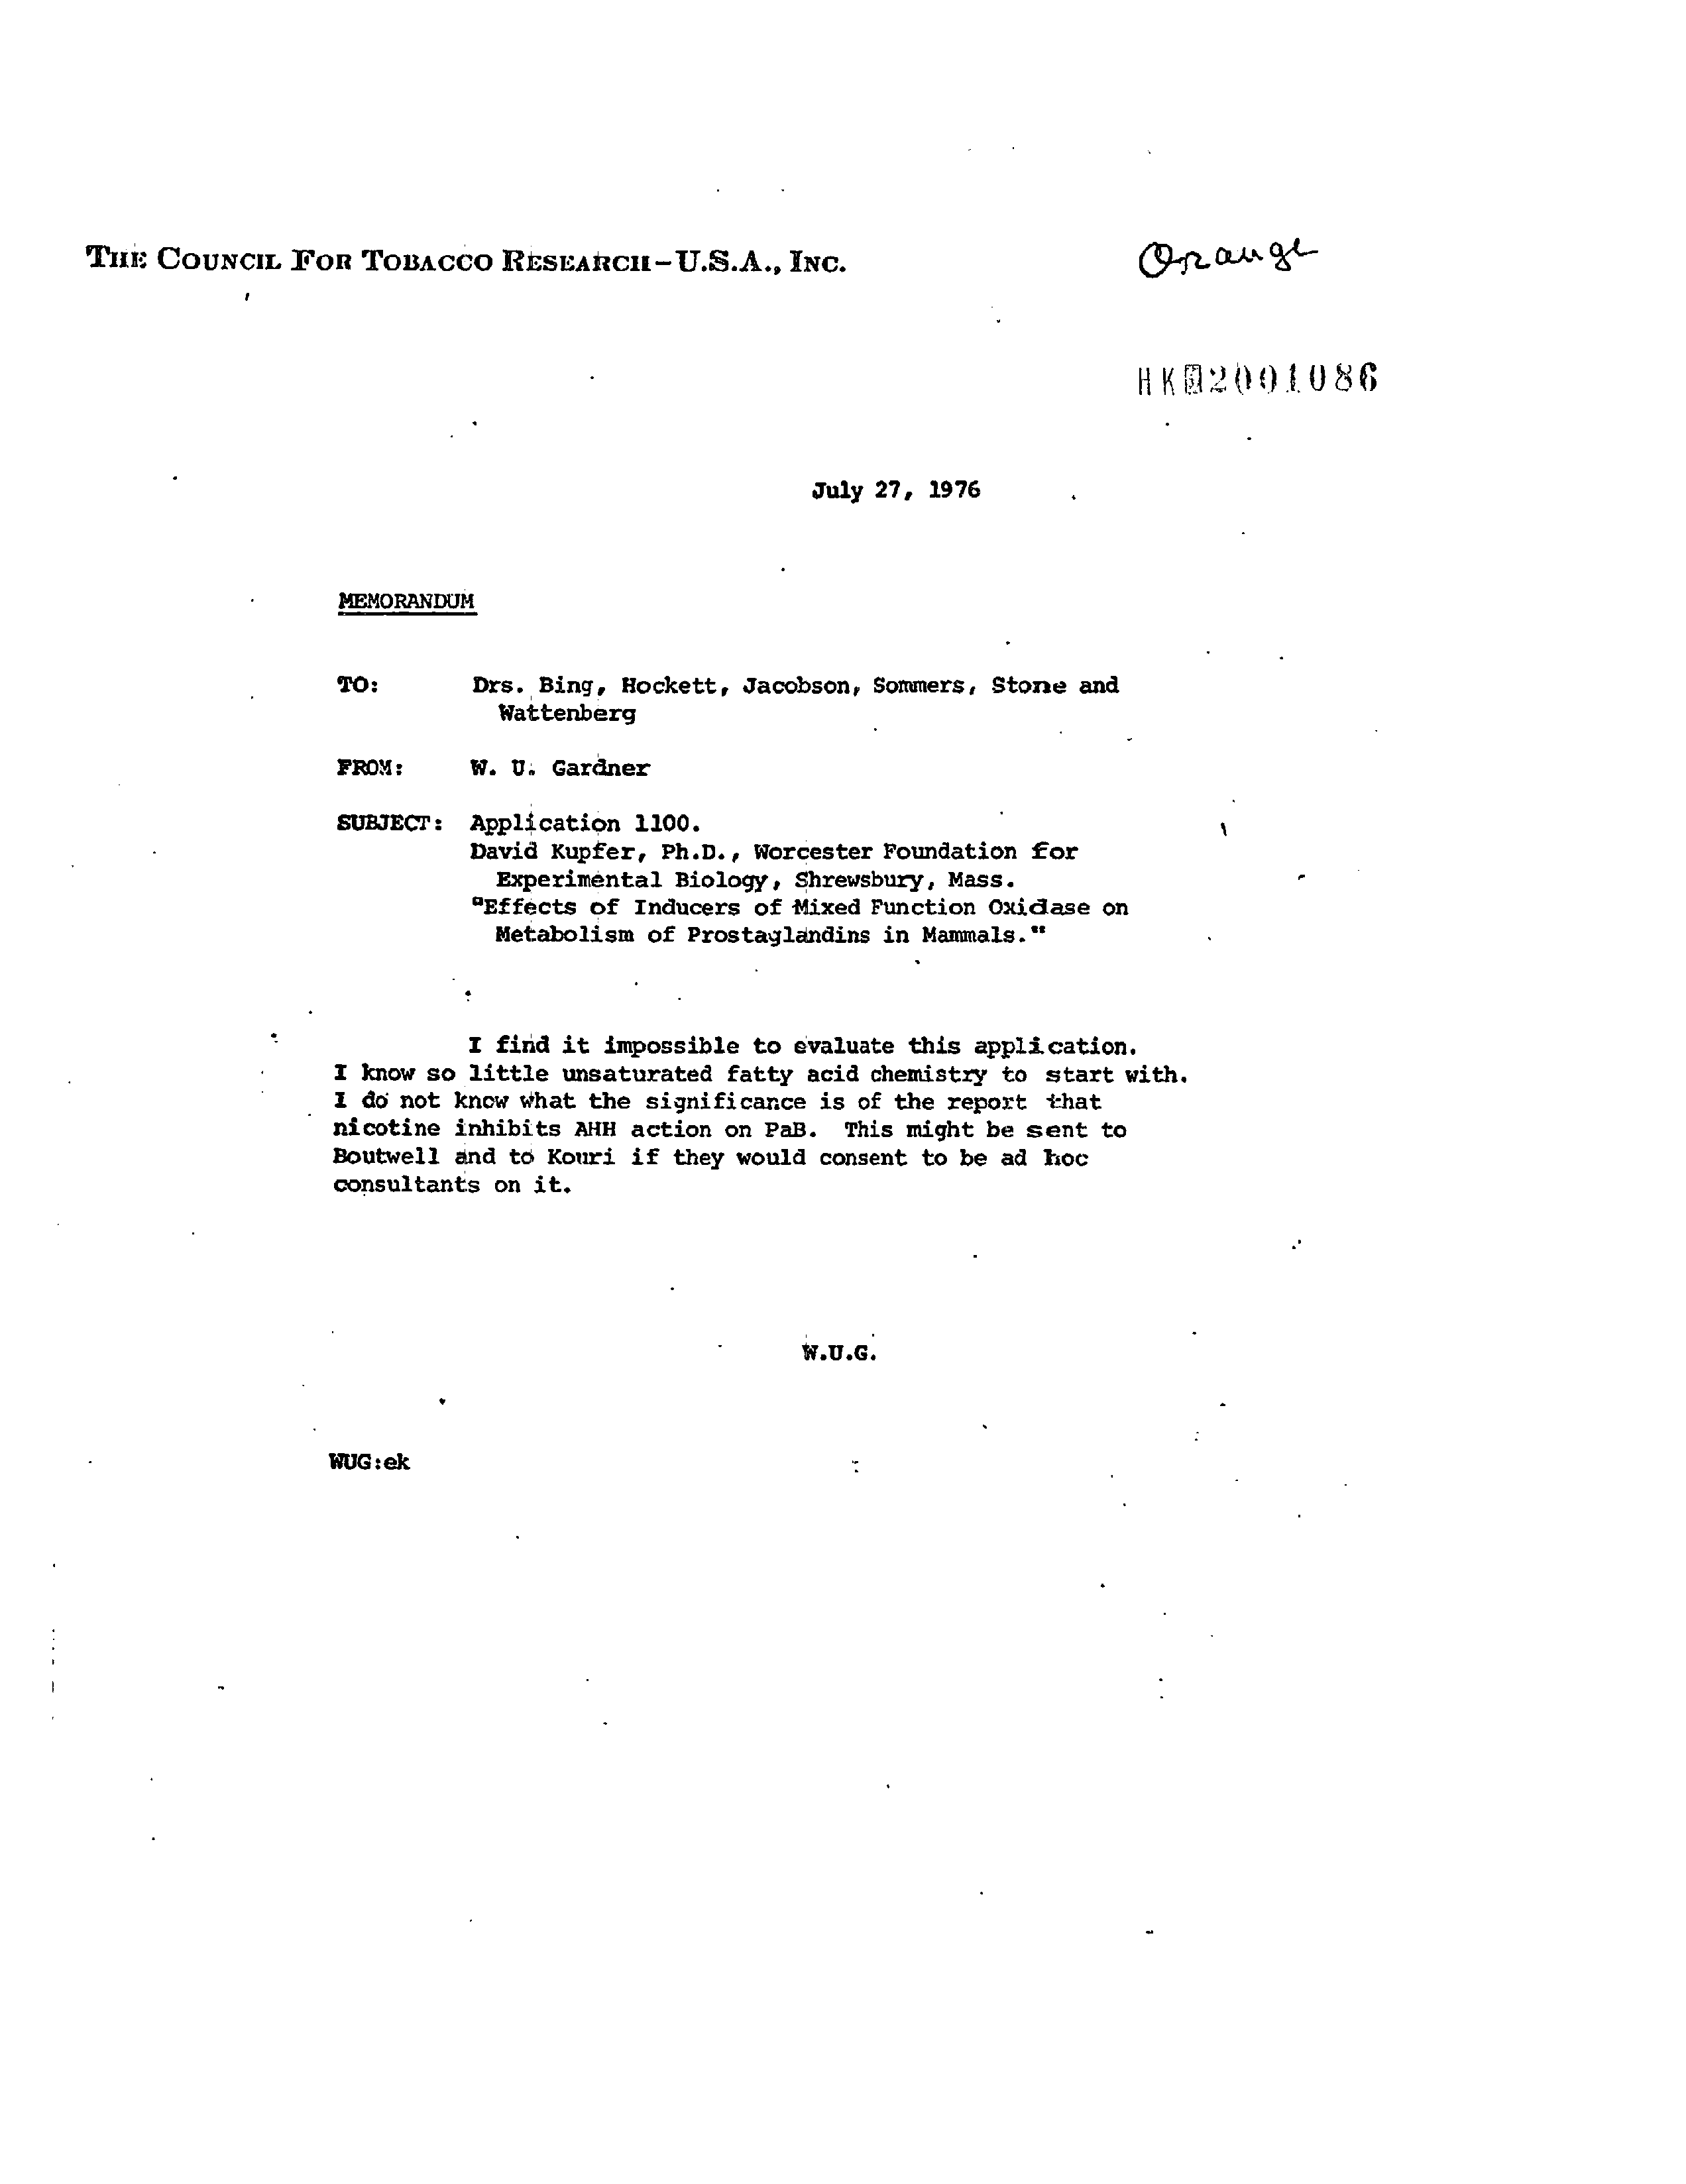 THE COUNCIL FOR TOBACCO RESEARCH-U.S.A., INC.
Orange
2001086
July 27, 1976
MEMORANDUM
TO: Drs. Bing, Hockett, Jacobson, Sommers, Stone and
Wattenberg
FROM: W. U. Gardner
SUBJECT: Application 1100.
David Kupfer, Ph.D., Worcester Foundation for
Experimental Biology, Shrewsbury, Mass.
"Effects of Inducers of Mixed Function Oxidase on
Metabolism of Prostaglandins in Mammals."
I find it impossible to evaluate this application.
I know so little unsaturated fatty acid chemistry to start with.
I do not know what the significance is of the report that
nicotine inhibits AHH action on PaB. This might be sent to
Boutwell and to Kouri if they would consent to be ad hoc
consultants on it.
W.U.G.
WUG:ek